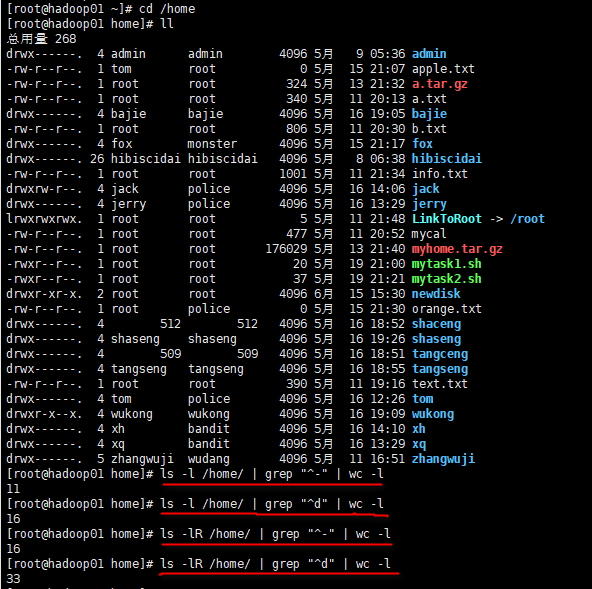 [root@hadoop01 ~]# cd /home
[root@hadoop01 home]# ll
总用量 268
drwx------.  4 admin      admin        4096 5月   9 05:36 admin
-rw-r--r--.  1 tom        root            0 5月  15 21:07 apple.txt
-rw-r--r--.  1 root       root          324 5月  13 21:32 a.tar.gz
-rw-r--r--.  1 root       root          340 5月  11 20:13 a.txt
drwx------.  4 bajie      bajie        4096 5月  16 19:05 bajie
-rw-r--r--.  1 root       root          806 5月  11 20:30 b.txt
drwx------.  4 fox        monster      4096 5月  15 21:17 fox
drwx------. 26 hibiscidai hibiscidai   4096 5月   8 06:38 hibiscidai
-rw-r--r--.  1 root       root         1001 5月  11 21:34 info.txt
drwxrw-r--.  4 jack       police       4096 5月  16 14:06 jack
drwx------.  4 jerry      police       4096 5月  16 13:29 jerry
lrwxrwxrwx.  1 root       root            5 5月  11 21:48 LinkToRoot -> /root
-rw-r--r--.  1 root       root          477 5月  11 20:52 mycal
-rw-r--r--.  1 root       root       176029 5月  13 21:40 myhome.tar.gz
-rwxr--r--.  1 root       root           20 5月  19 21:00 mytask1.sh
-rwxr--r--.  1 root       root           37 5月  19 21:21 mytask2.sh
drwxr-xr-x.  2 root       root         4096 6月  15 15:30 newdisk
-rw-r--r--.  1 root       police          0 5月  15 21:30 orange.txt
drwx------.  4        512        512   4096 5月  16 18:52 shaceng
drwx------.  4 shaseng    shaseng      4096 5月  16 19:26 shaseng
drwx------.  4        509        509   4096 5月  16 18:51 tangceng
drwx------.  4 tangseng   tangseng     4096 5月  16 18:55 tangseng
-rw-r--r--.  1 root       root          390 5月  11 19:16 text.txt
drwx------.  4 tom        police       4096 5月  16 12:26 tom
drwxr-x--x.  4 wukong     wukong       4096 5月  16 19:09 wukong
drwx------.  4 xh         bandit       4096 5月  16 14:10 xh
drwx------.  4 xq         bandit       4096 5月  16 13:29 xq
drwx------.  5 zhangwuji  wudang       4096 5月  11 16:51 zhangwuji
[root@hadoop01 home]# ls -l /home/ | grep "^-" | wc -l
11
[root@hadoop01 home]# ls -l /home/ | grep "^d" | wc -l
16
[root@hadoop01 home]# ls -lR /home/ | grep "^-" | wc -l
16
[root@hadoop01 home]# ls -lR /home/ | grep "^d" | wc -l
33